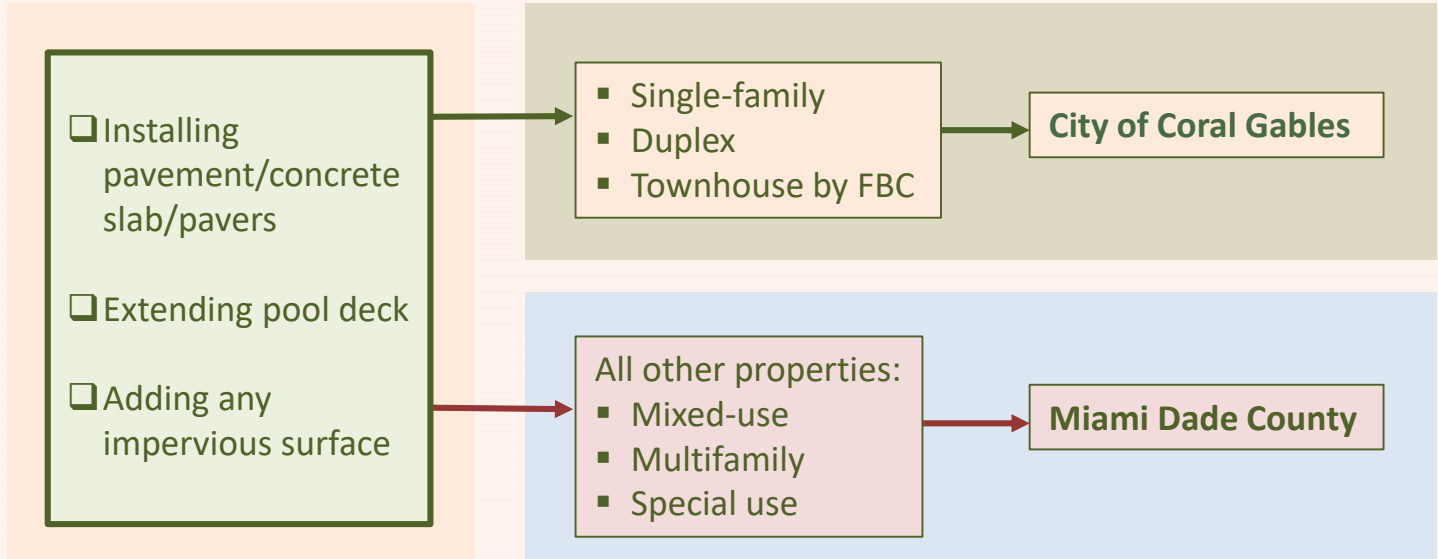 ❑ Installing
pavement/concrete
slab/pavers
❑ Extending pool deck
❑ Adding any
impervious surface
▪ Single-family
▪ Duplex
▪ Townhouse by FBC
City of Coral Gables
All other properties:
▪ Mixed-use
▪ Multifamily
▪ Special use
Miami Dade County